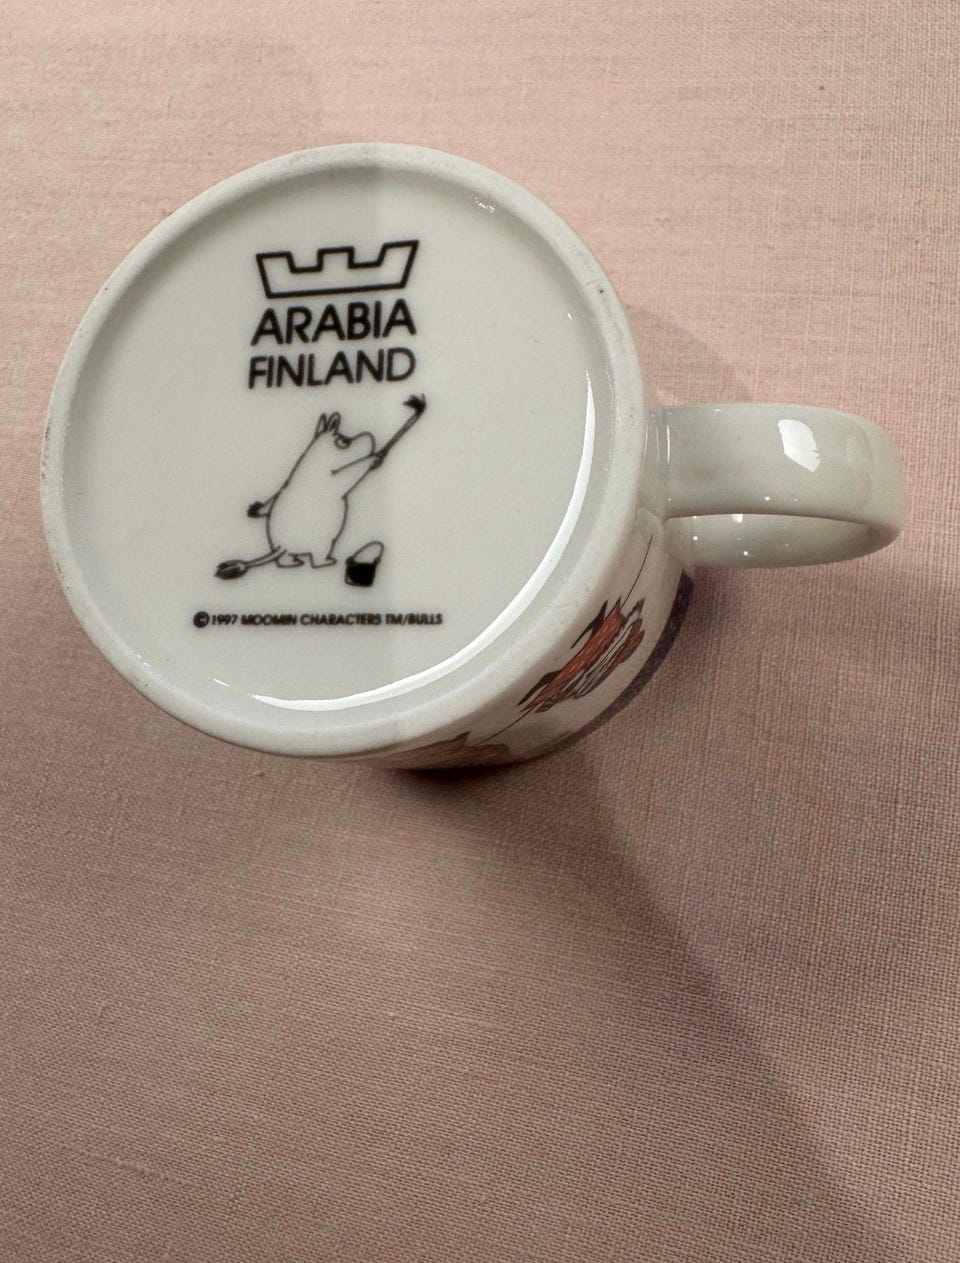 ARABIA
FINLAND
©1997 MOOMIN CHARACTERS TM/BULLS